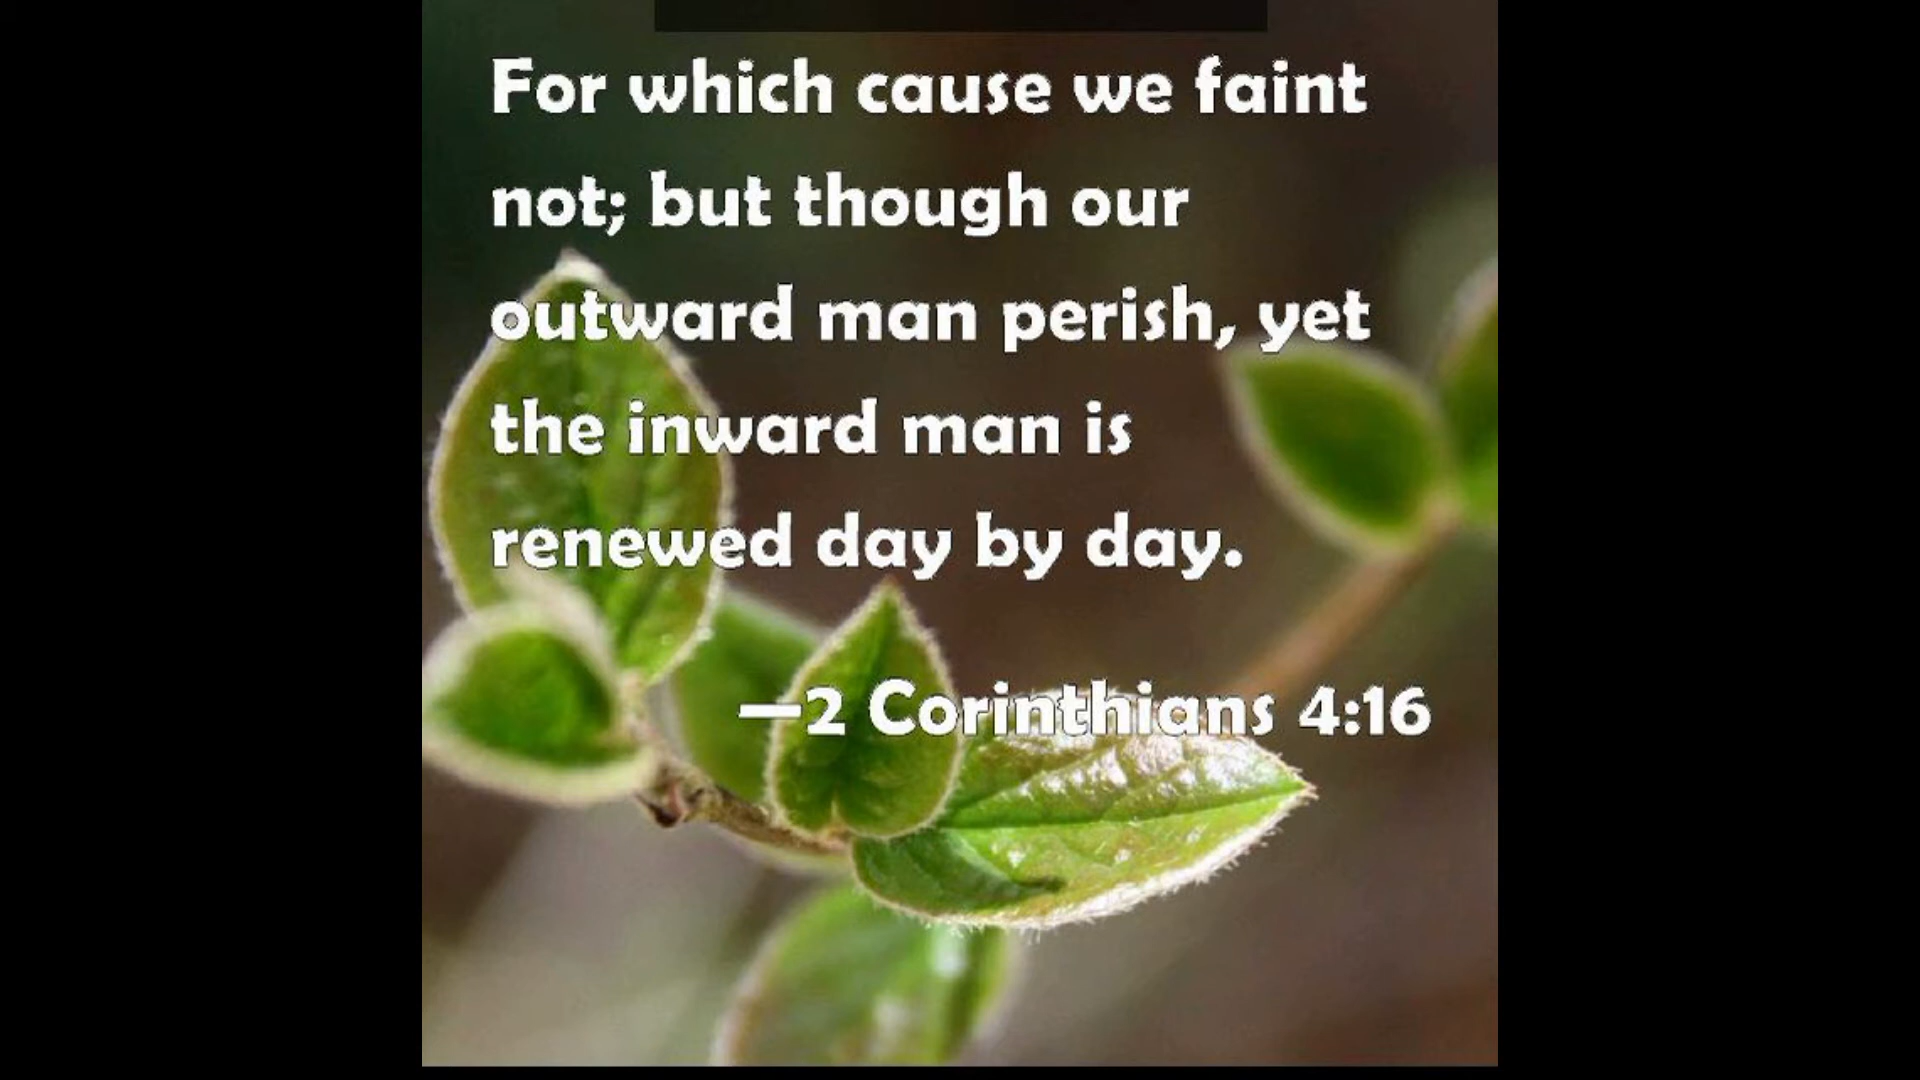 For which cause we faint
not; but though our
outward man perish, yet
the inward man is
renewed day by day.
—2 Corinthians 4:16